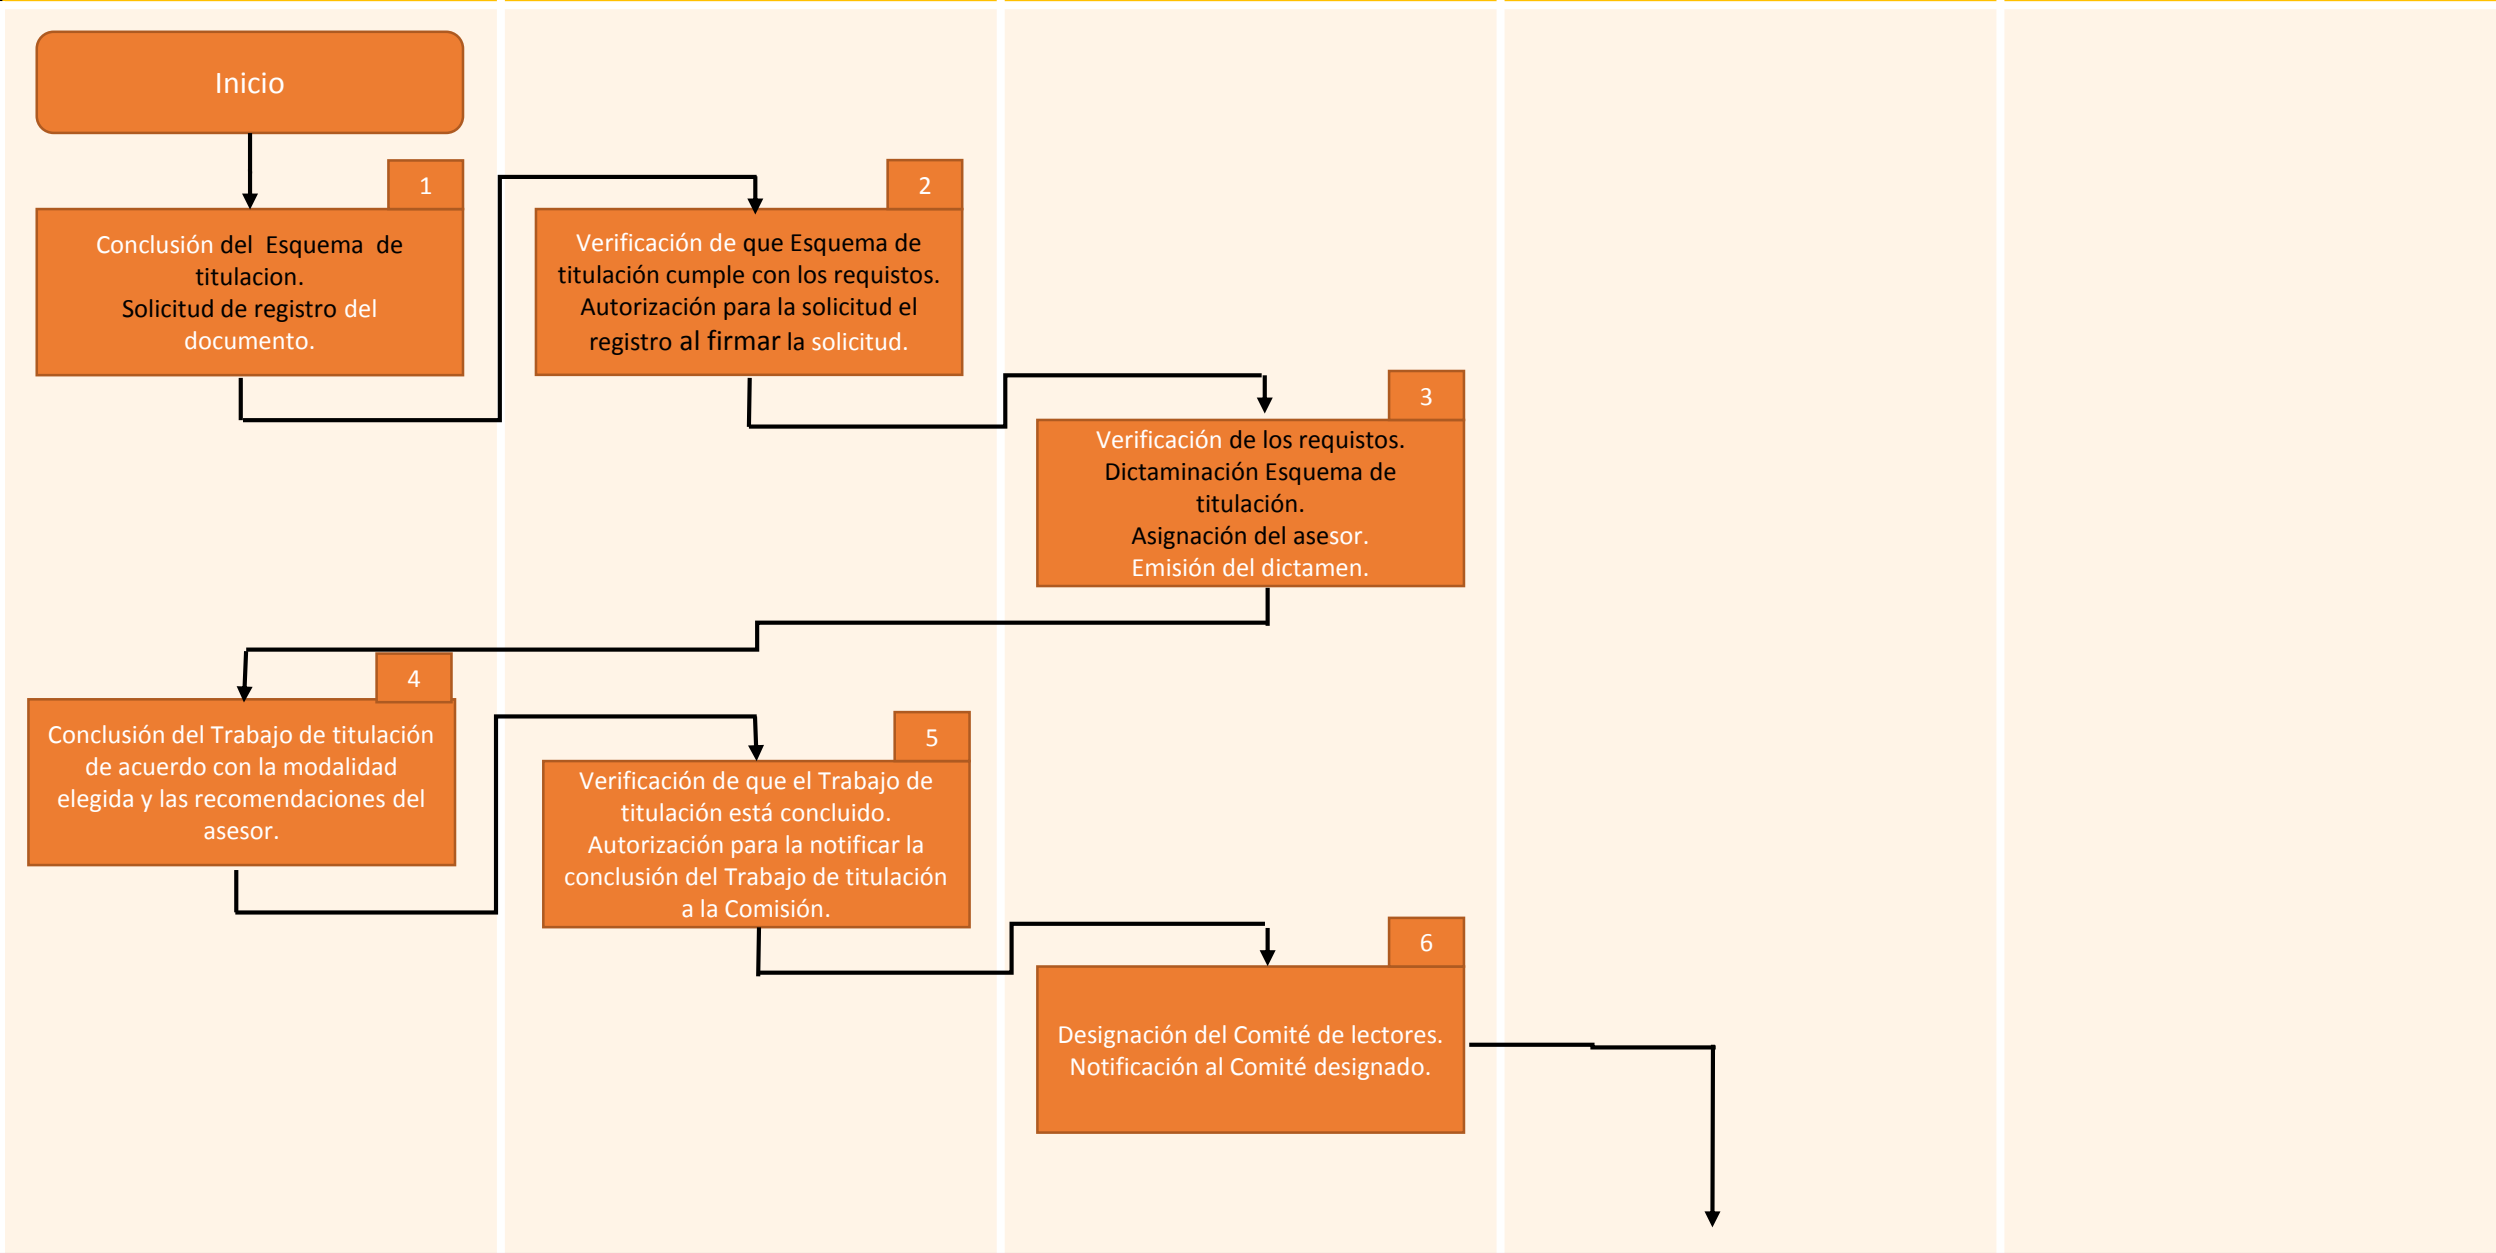 Inicio
1
Conclusión del Esquema de
titulacion.
Solicitud de registro del
documento.
2
Verificación de que Esquema de
titulación cumple con los requistos.
Autorización para la solicitud el
registro al firmar la solicitud.
3
Verificación de los requistos.
Dictaminación Esquema de
titulación.
Asignación del asesor.
Emisión del dictamen.
4
Conclusión del Trabajo de titulación
de acuerdo con la modalidad
elegida y las recomendaciones del
asesor.
5
Verificación de que el Trabajo de
titulación está concluido.
Autorización para la notificar la
conclusión del Trabajo de titulación
a la Comisión.
6
Designación del Comité de lectores.
Notificación al Comité designado.